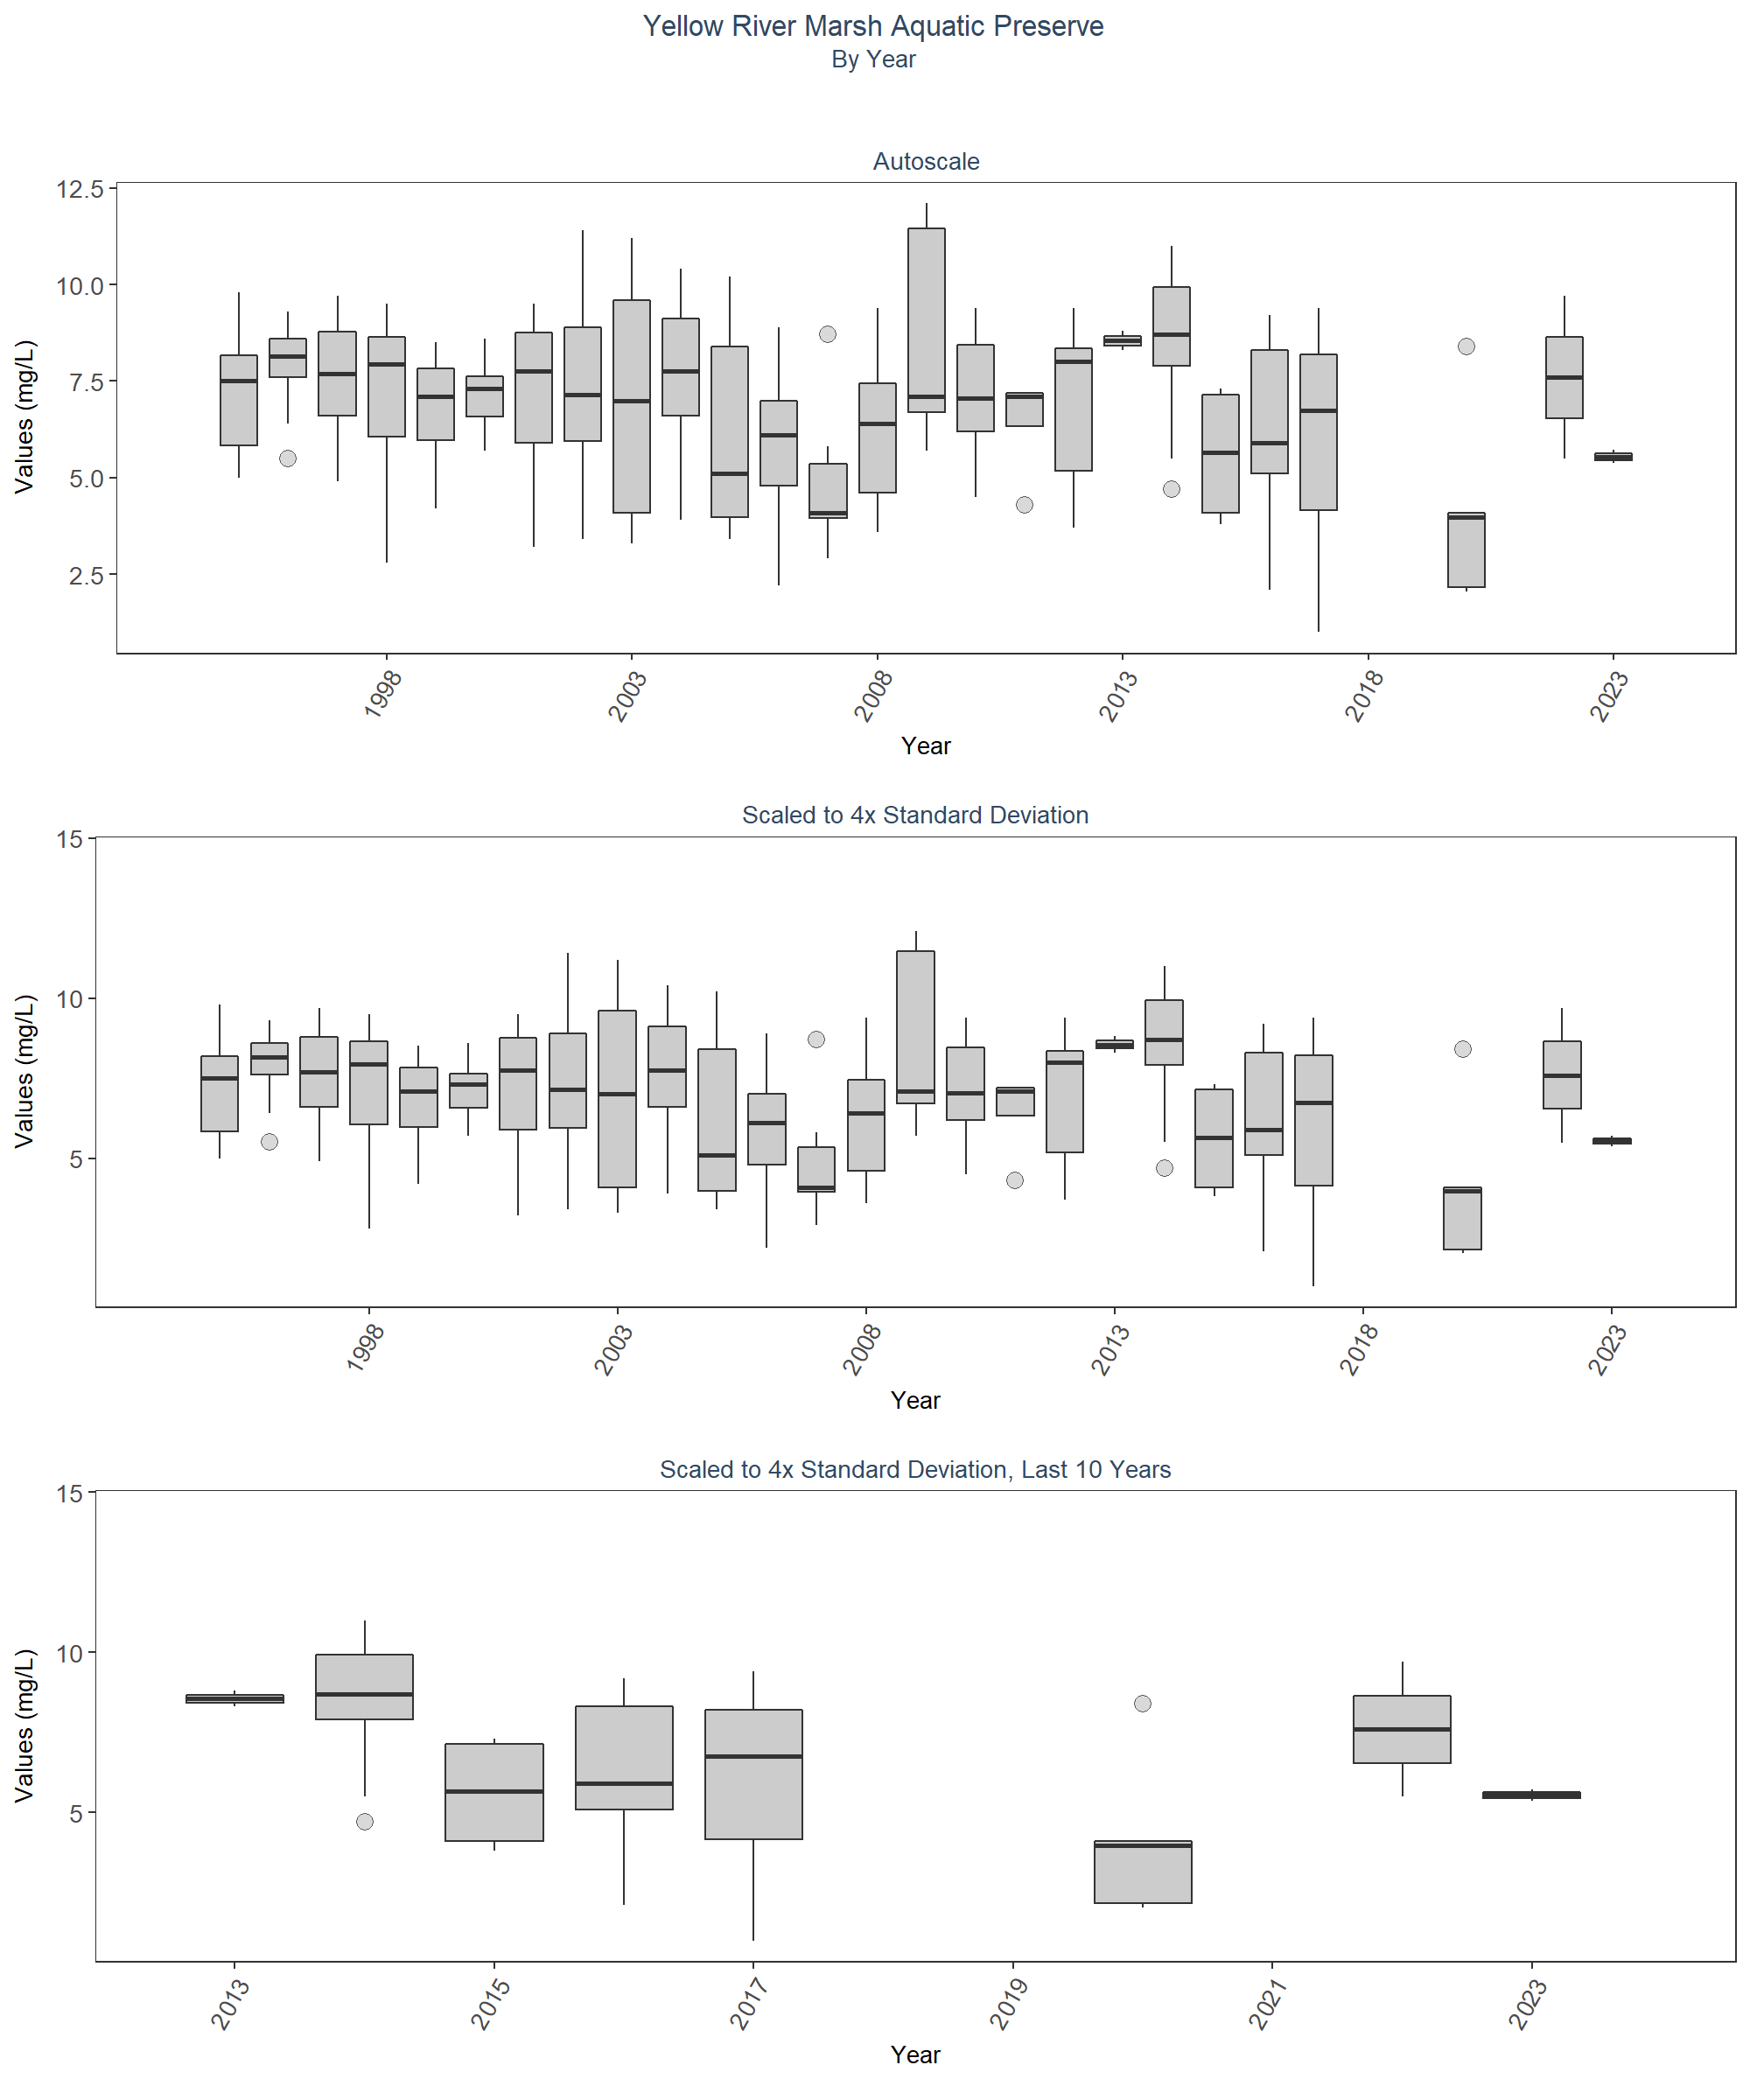 Yellow River Marsh Aquatic Preserve
By Year
Autoscale
12.5
10.0
7.5
5.0
2.5
Values (mg/L)
1998
2003
2008
2013
2018
2023
Year
Scaled to 4x Standard Deviation
15
10
5
Values (mg/L)
1998
2003
2008
2013
2018
2023
Year
Scaled to 4x Standard Deviation, Last 10 Years
15
10
5
Values (mg/L)
2013
2015
2017
2019
2021
2023
Year